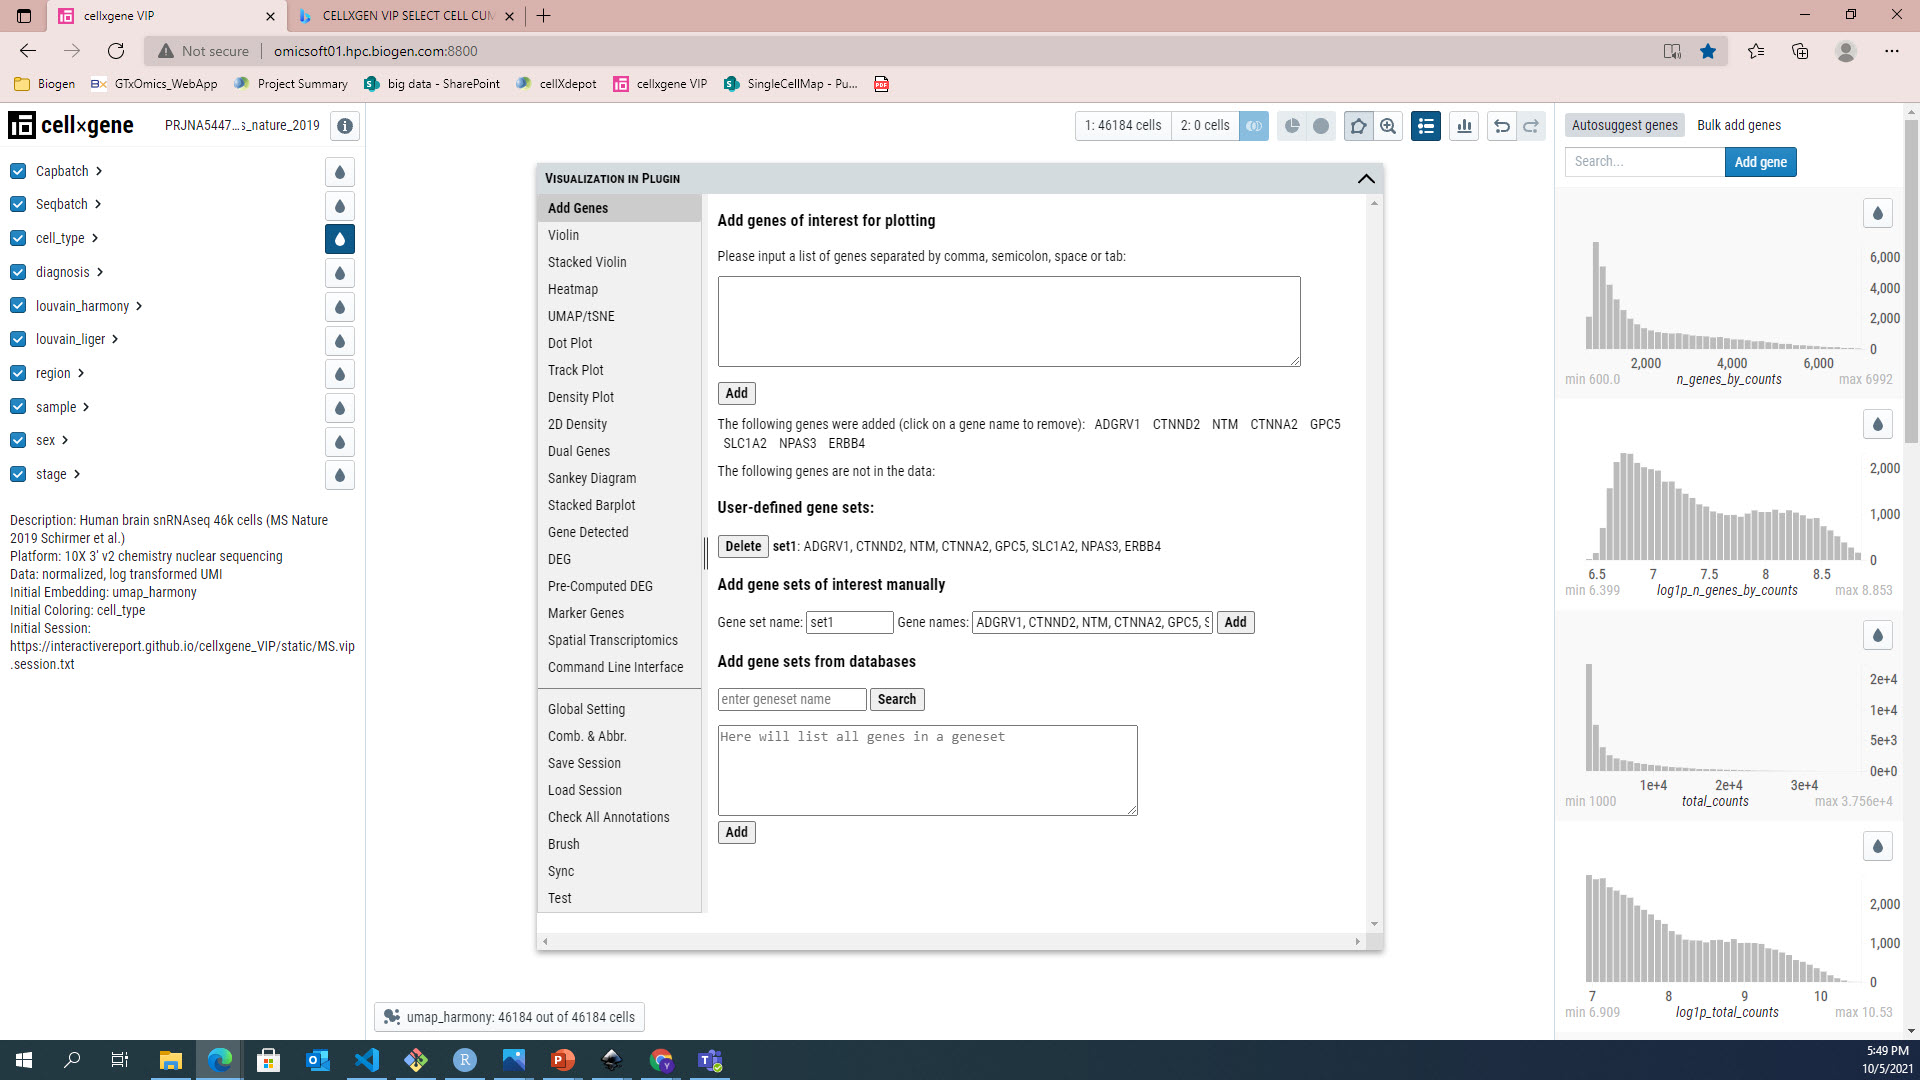 cellxgene VIP
CELLXGEN VIP SELECT CELL CUM
Not secure
omicsoft01.hpc.biogen.com:8800
Biogen
GTxOmics_WebApp
Project Summary
big data - SharePoint
cellXdepot
cellxgene VIP
SingleCellMap - Pu...
cell×gene
PRJNA5447...s_nature_2019
1: 46184 cells
2: 0 cells
Autosuggest genes
Bulk add genes
Search...
Add gene
Capbatch
Seqbatch
cell_type
diagnosis
louvain_harmony
louvain_liger
region
sample
sex
stage
Description: Human brain snRNAseq 46k cells (MS Nature
2019 Schirmer et al.)
Platform: 10X 3' v2 chemistry nuclear sequencing
Data: normalized, log transformed UMI
Initial Embedding: umap_harmony
Initial Coloring: cell_type
Initial Session:
https://interactivereport.github.io/cellxgene_VIP/static/MS.vip
.session.txt
Visualization in Plugin
Add Genes
Violin
Stacked Violin
Heatmap
UMAP/tSNE
Dot Plot
Track Plot
Density Plot
2D Density
Dual Genes
Sankey Diagram
Stacked Barplot
Gene Detected
DEG
Pre-Computed DEG
Marker Genes
Spatial Transcriptomics
Command Line Interface
Global Setting
Comb. & Abbr.
Save Session
Load Session
Check All Annotations
Brush
Sync
Test
Add genes of interest for plotting
Please input a list of genes separated by comma, semicolon, space or tab:
Add
The following genes were added (click on a gene name to remove): ADGRV1 CTNND2 NTM CTNNA2 GPC5
SLC1A2 NPAS3 ERBB4
The following genes are not in the data:
User-defined gene sets:
Delete set1: ADGRV1, CTNND2, NTM, CTNNA2, GPC5, SLC1A2, NPAS3, ERBB4
Add gene sets of interest manually
Gene set name: set1 Gene names: ADGRV1, CTNND2, NTM, CTNNA2, GPC5, S Add
Add gene sets from databases
enter geneset name Search
Here will list all genes in a geneset
Add
umap_harmony: 46184 out of 46184 cells
6,000
4,000
2,000
0
2,000 4,000 6,000
min 600.0 n_genes_by_counts max 6992
2,000
1,000
0
6.5 7 7.5 8 8.5
min 6.399 log1p_n_genes_by_counts max 8.853
2e+4
1e+4
5e+3
0e+0
1e+4 2e+4 3e+4
min 1000 total_counts max 3.756e+4
2,000
1,000
0
7 8 9 10
min 6.909 log1p_total_counts max 10.53
5:49 PM
10/5/2021